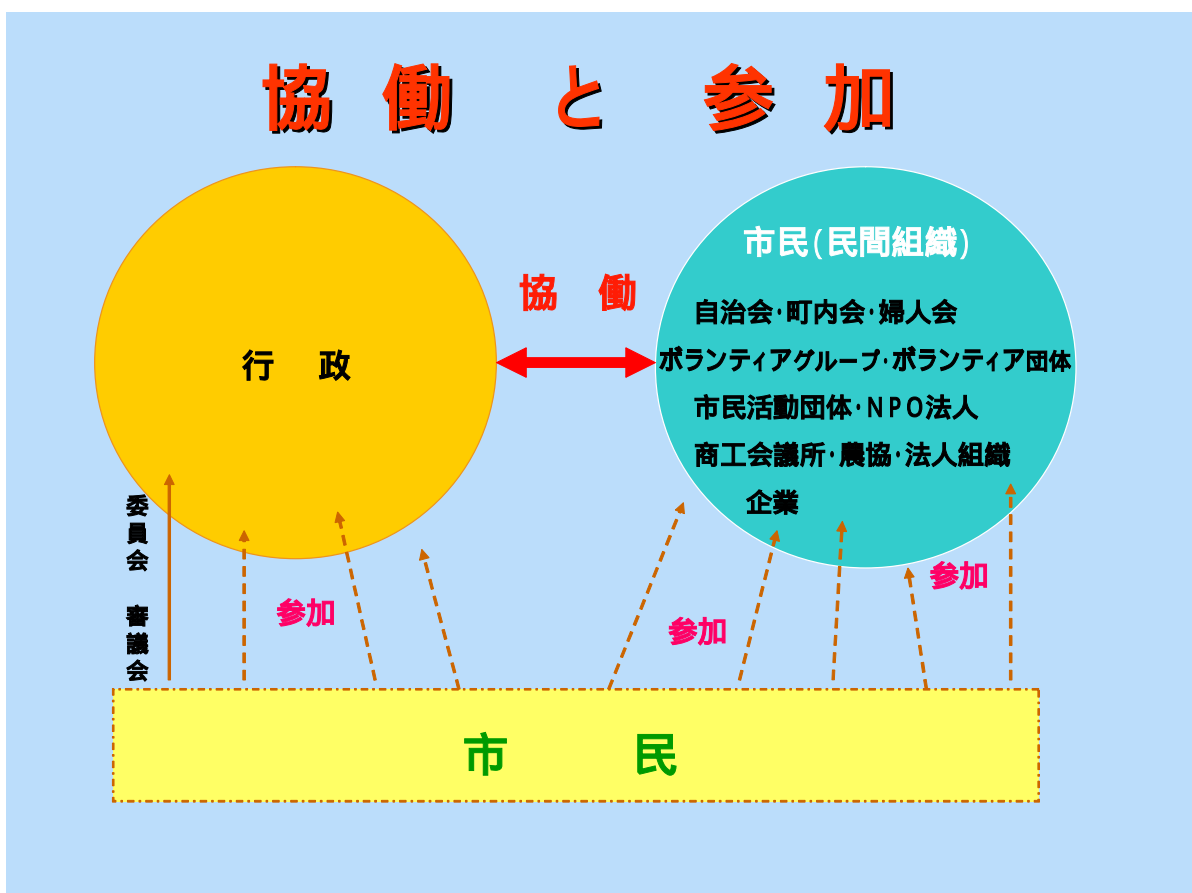 協 働 と 参 加
市民(民間組織)
協 働
自治会・町内会・婦人会
行 政
ボランティアグループ・ボランティア団体
市民活動団体・NPO法人
商工会議所・農協・法人組織
企業
委員会 審議会
参加
参加
参加
市 民